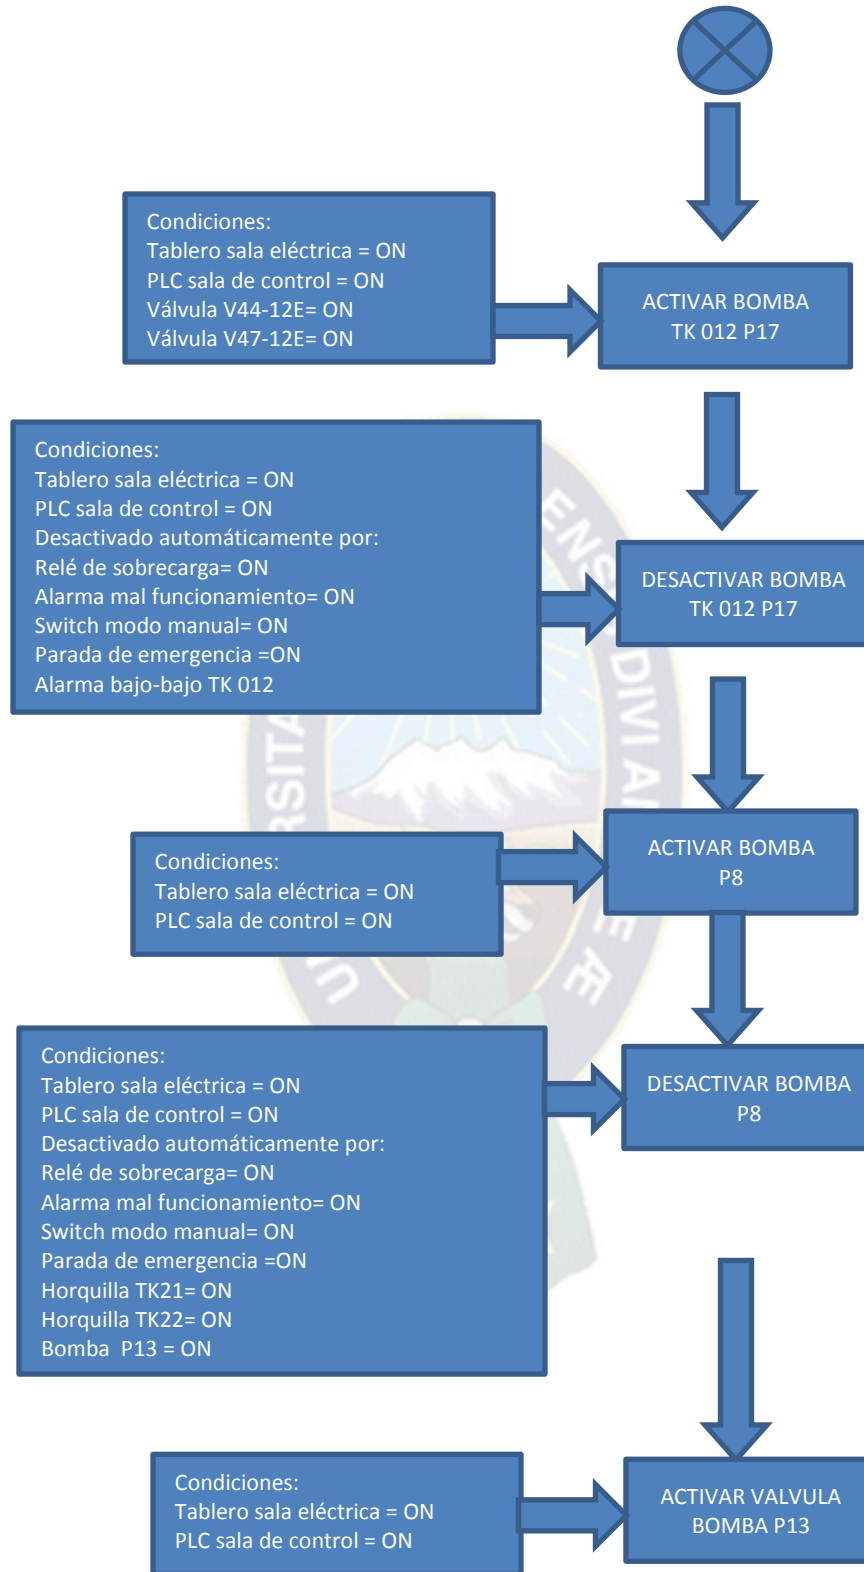 Condiciones:
Tablero sala eléctrica = ON
PLC sala de control = ON
Válvula V44-12E= ON
Válvula V47-12E= ON
ACTIVAR BOMBA
TK 012 P17
Condiciones:
Tablero sala eléctrica = ON
PLC sala de control = ON
Desactivado automáticamente por:
Relé de sobrecarga= ON
Alarma mal funcionamiento= ON
Switch modo manual= ON
Parada de emergencia =ON
Alarma bajo-bajo TK 012
DESACTIVAR BOMBA
TK 012 P17
Condiciones:
Tablero sala eléctrica = ON
PLC sala de control = ON
ACTIVAR BOMBA
P8
Condiciones:
Tablero sala eléctrica = ON
PLC sala de control = ON
Desactivado automáticamente por:
Relé de sobrecarga= ON
Alarma mal funcionamiento= ON
Switch modo manual= ON
Parada de emergencia =ON
Horquilla TK21= ON
Horquilla TK22= ON
Bomba  P13 = ON
DESACTIVAR BOMBA
P8
Condiciones:
Tablero sala eléctrica = ON
PLC sala de control = ON
ACTIVAR VALVULA
BOMBA P13